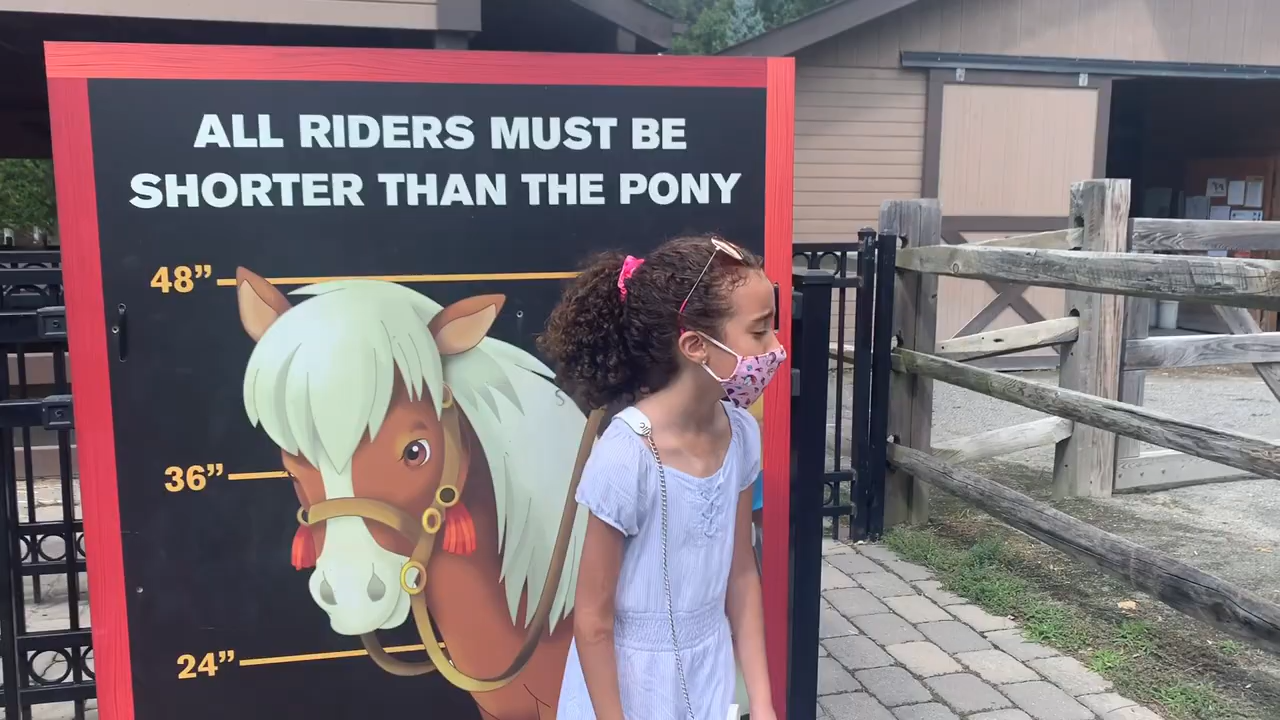 ALL RIDERS MUST BE
SHORTER THAN THE PONY
48”
36”
24”